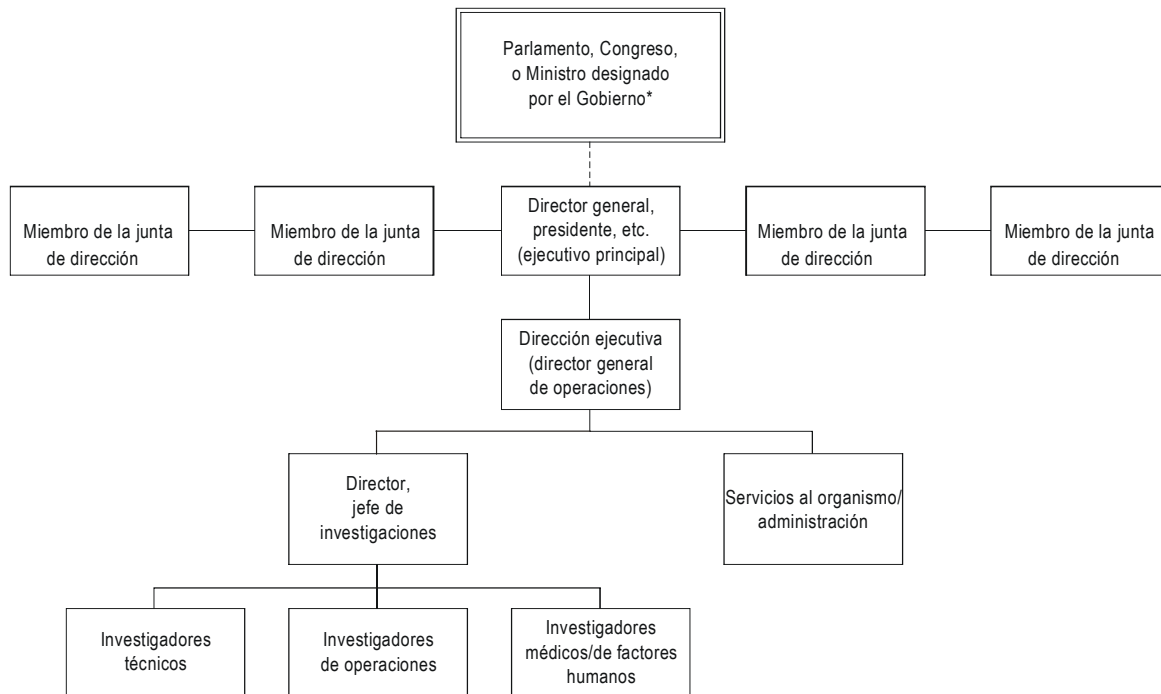 Parlamento, Congreso,
o Ministro designado
por el Gobierno*
Miembro de la junta
de dirección
Miembro de la junta
de dirección
Director general,
presidente, etc.
(ejecutivo principal)
Miembro de la junta
de dirección
Miembro de la junta
de dirección
Dirección ejecutiva
(director general
de operaciones)
Director,
jefe de
investigaciones
Servicios al organismo/
administración
Investigadores
técnicos
Investigadores
de operaciones
Investigadores
médicos/de factores
humanos